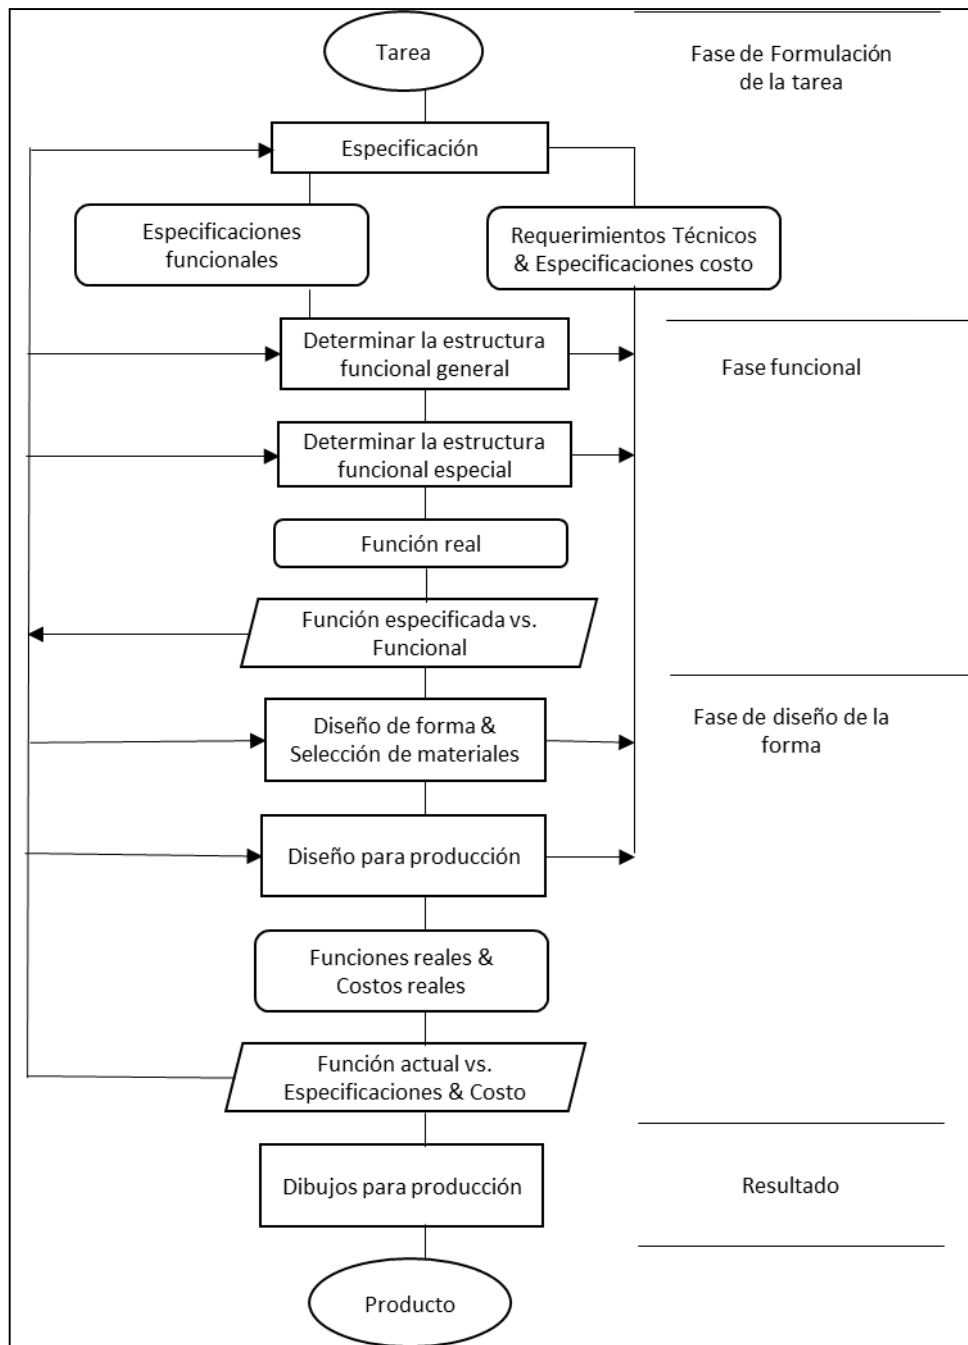 Tarea
Fase de Formulación
de la tarea
Especificación
Especificaciones
funcionales
Requerimientos Técnicos
& Especificaciones costo
Determinar la estructura
funcional general
Fase funcional
Determinar la estructura
funcional especial
Función real
Función especificada vs.
Funcional
Diseño de forma &
Selección de materiales
Fase de diseño de la
forma
Diseño para producción
Funciones reales &
Costos reales
Función actual vs.
Especificaciones & Costo
Dibujos para producción
Resultado
Producto